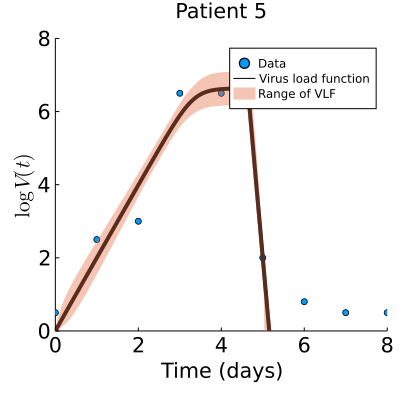 Patient 5
8
6
4
2
0
log V(t)
Data
Virus load function
Range of VLF
0 2 4 6 8
Time (days)